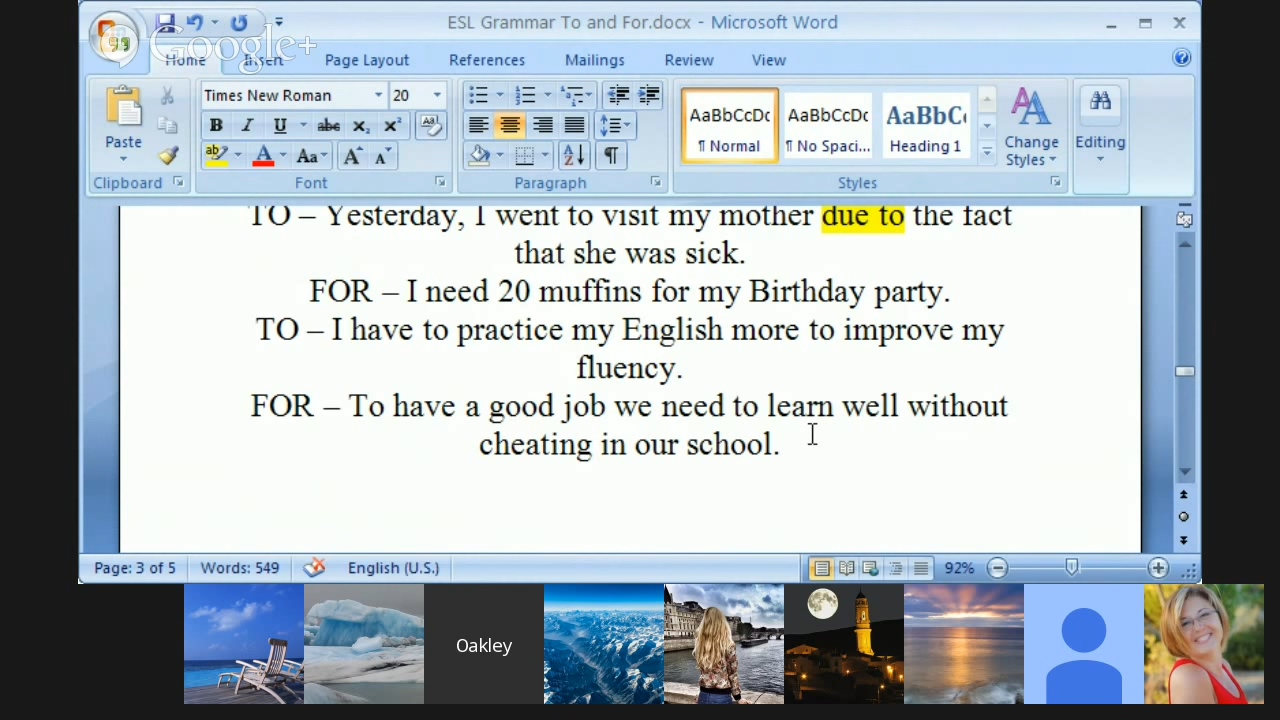 ESL Grammar To and For.docx - Microsoft Word
Google+
Home Insert Page Layout References Mailings Review View
Times New Roman 20
AaBbCcDc AaBbCcDc AaBbC
Paste
B I U abc x₂ x² Aa A A
¶ Normal ¶ No Spaci... Heading 1
Change Styles
Editing
Clipboard Font Paragraph Styles
TO – Yesterday, I went to visit my mother due to the fact
that she was sick.
FOR – I need 20 muffins for my Birthday party.
TO – I have to practice my English more to improve my
fluency.
FOR – To have a good job we need to learn well without
cheating in our school.
Page: 3 of 5 Words: 549 English (U.S.) 92%
Oakley